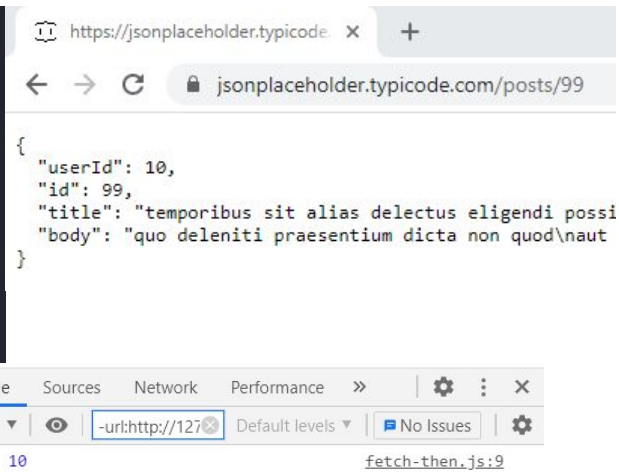 https://jsonplaceholder.typicode.
jsonplaceholder.typicode.com/posts/99
{
"userId": 10,
"id": 99,
"title": "temporibus sit alias delectus eligendi possi
"body": "quo deleniti praesentium dicta non quod\naut
}
e Sources Network Performance »
-url:http://127 Default levels ▼ No Issues
10 fetch-then.js:9